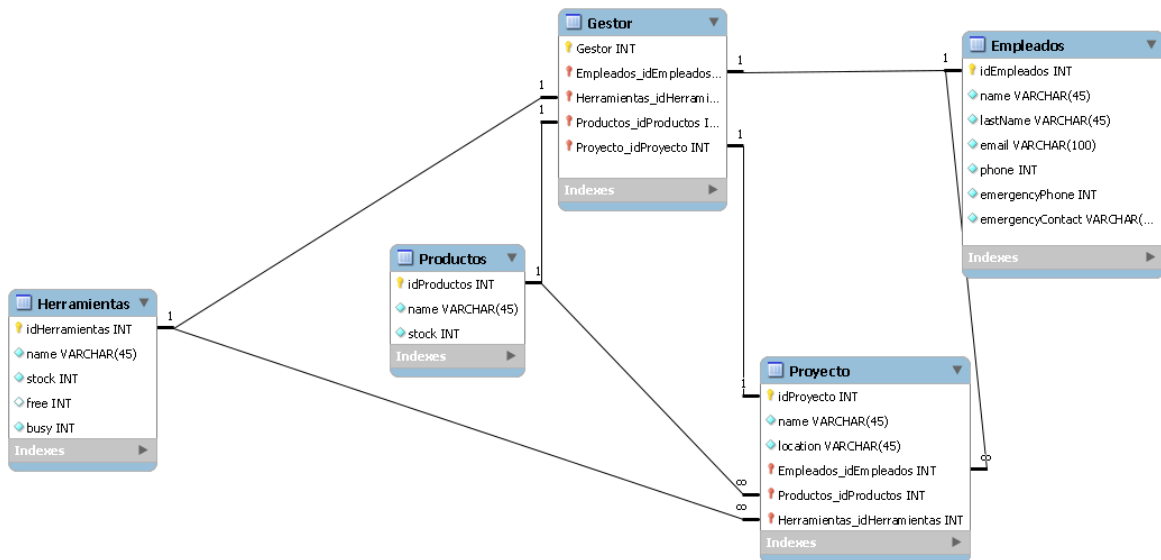 Gestor
Gestor INT
Empleados_idEmpleados...
Herramientas_idHerrami...
Productos_idProductos I...
Proyecto_idProyecto INT
Indexes
Empleados
idEmpleados INT
name VARCHAR(45)
lastName VARCHAR(45)
email VARCHAR(100)
phone INT
emergencyPhone INT
emergencyContact VARCHAR(...
Indexes
Productos
idProductos INT
name VARCHAR(45)
stock INT
Indexes
Herramientas
idHerramientas INT
name VARCHAR(45)
stock INT
free INT
busy INT
Indexes
Proyecto
idProyecto INT
name VARCHAR(45)
location VARCHAR(45)
Empleados_idEmpleados INT
Productos_idProductos INT
Herramientas_idHerramientas INT
Indexes
1
1
1
1
1
1
1
1
∞
∞
∞